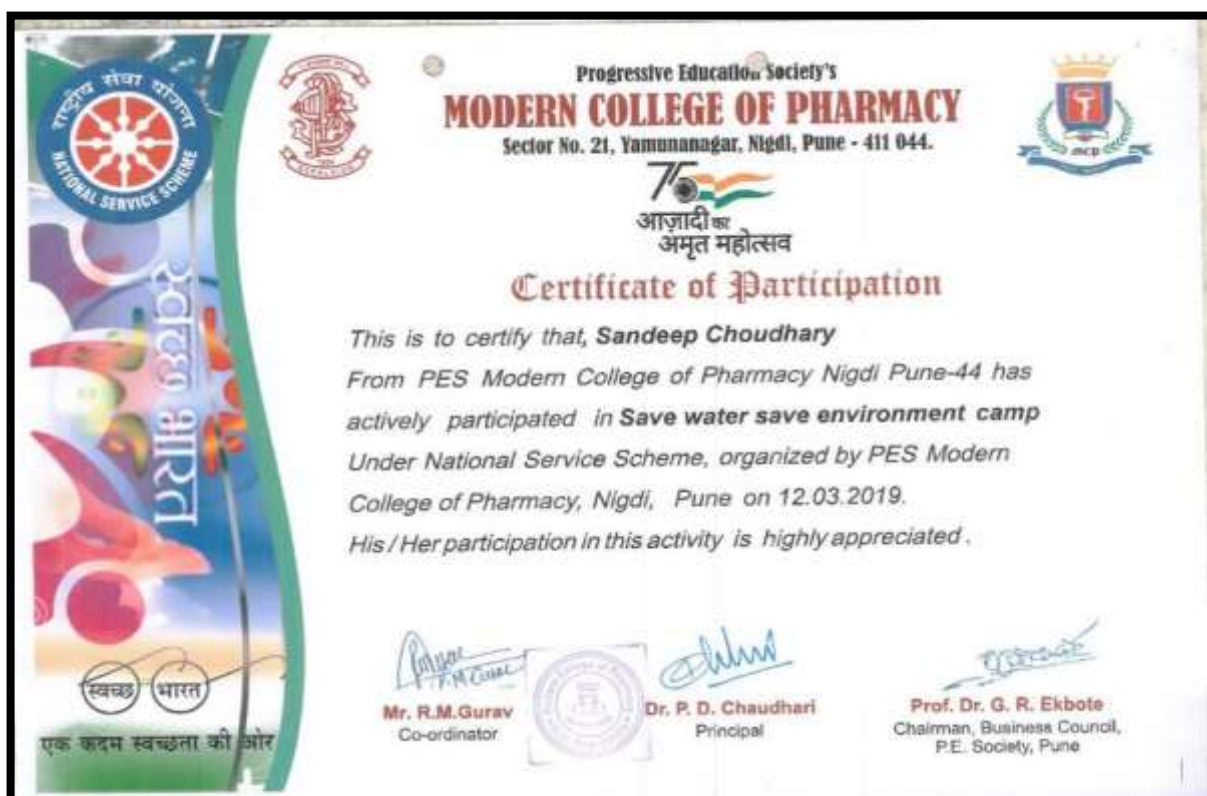 राष्ट्रीय सेवा योजना
NATIONAL SERVICE SCHEME
Progressive Education Society's
MODERN COLLEGE OF PHARMACY
Sector No. 21, Yamunanagar, Nigdi, Pune - 411 044.
mcp
75
आज़ादी का
अमृत महोत्सव
Certificate of Participation
This is to certify that, Sandeep Choudhary
From PES Modern College of Pharmacy Nigdi Pune-44 has
actively participated in Save water save environment camp
Under National Service Scheme, organized by PES Modern
College of Pharmacy, Nigdi, Pune on 12.03.2019.
His / Her participation in this activity is highly appreciated .
स्वच्छ भारत
स्वच्छ भारत
एक कदम स्वच्छता की ओर
Mr. R.M.Gurav
Co-ordinator
Dr. P. D. Chaudhari
Principal
Prof. Dr. G. R. Ekbote
Chairman, Business Council,
P.E. Society, Pune